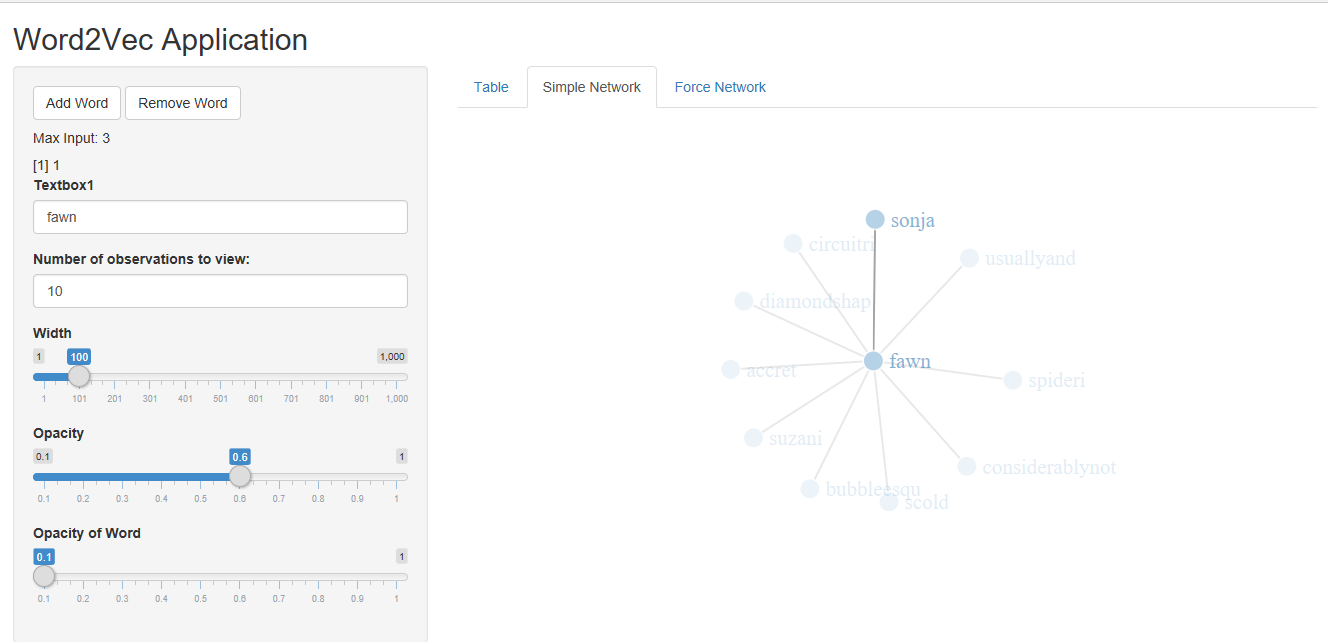 Word2Vec Application
Add Word Remove Word
Max Input: 3
[1] 1
Textbox1
fawn
Number of observations to view:
10
Width
1 100 1,000
1 101 201 301 401 501 601 701 801 901 1,000
Opacity
0.1 0.6 1
0.1 0.2 0.3 0.4 0.5 0.6 0.7 0.8 0.9 1
Opacity of Word
0.1 1
0.1 0.2 0.3 0.4 0.5 0.6 0.7 0.8 0.9 1
Table Simple Network Force Network
sonja
circuitri
usuallyand
diamondshap
fawn
accret
spideri
suzani
considerablynot
bubbleesqu
scold